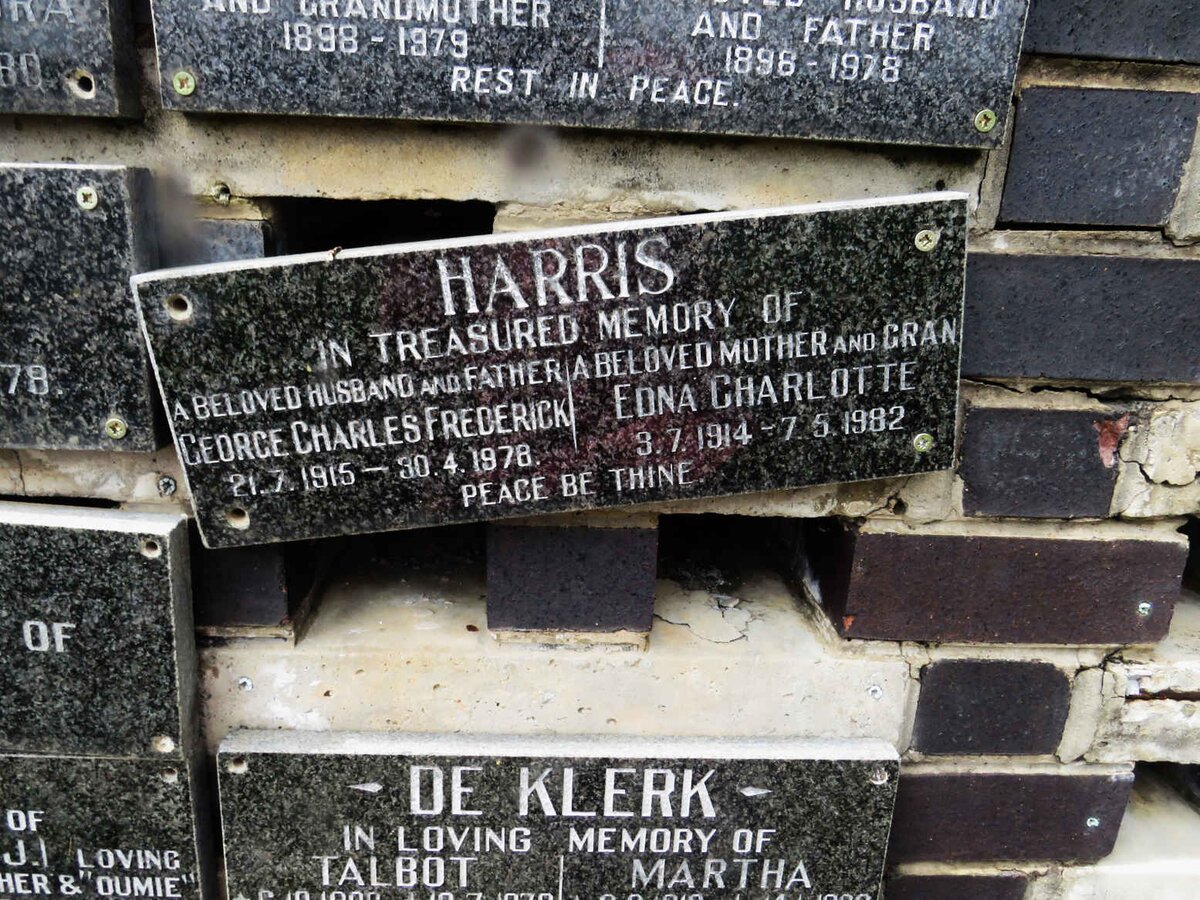 AND GRANDMOTHER
1898 - 1979
HUSBAND
AND FATHER
1898 - 1978
REST IN PEACE.
78.
HARRIS
IN TREASURED MEMORY OF
A BELOVED HUSBAND AND FATHER
GEORGE CHARLES FREDERICK
21.7.1915 — 30.4.1978.
A BELOVED MOTHER AND GRAN
EDNA CHARLOTTE
3.7.1914 - 7.5.1982
PEACE BE THINE
OF
OF
J.) LOVING
HER & "OUMIE"
DE KLERK
IN LOVING MEMORY OF
TALBOT
MARTHA